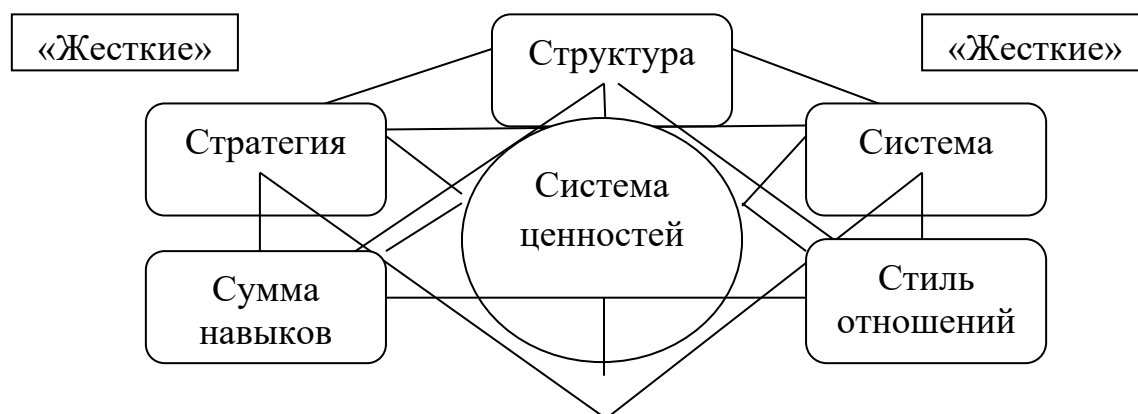 «Жесткие»
Структура
«Жесткие»
Стратегия
Система
Система
ценностей
Сумма
навыков
Стиль
отношений